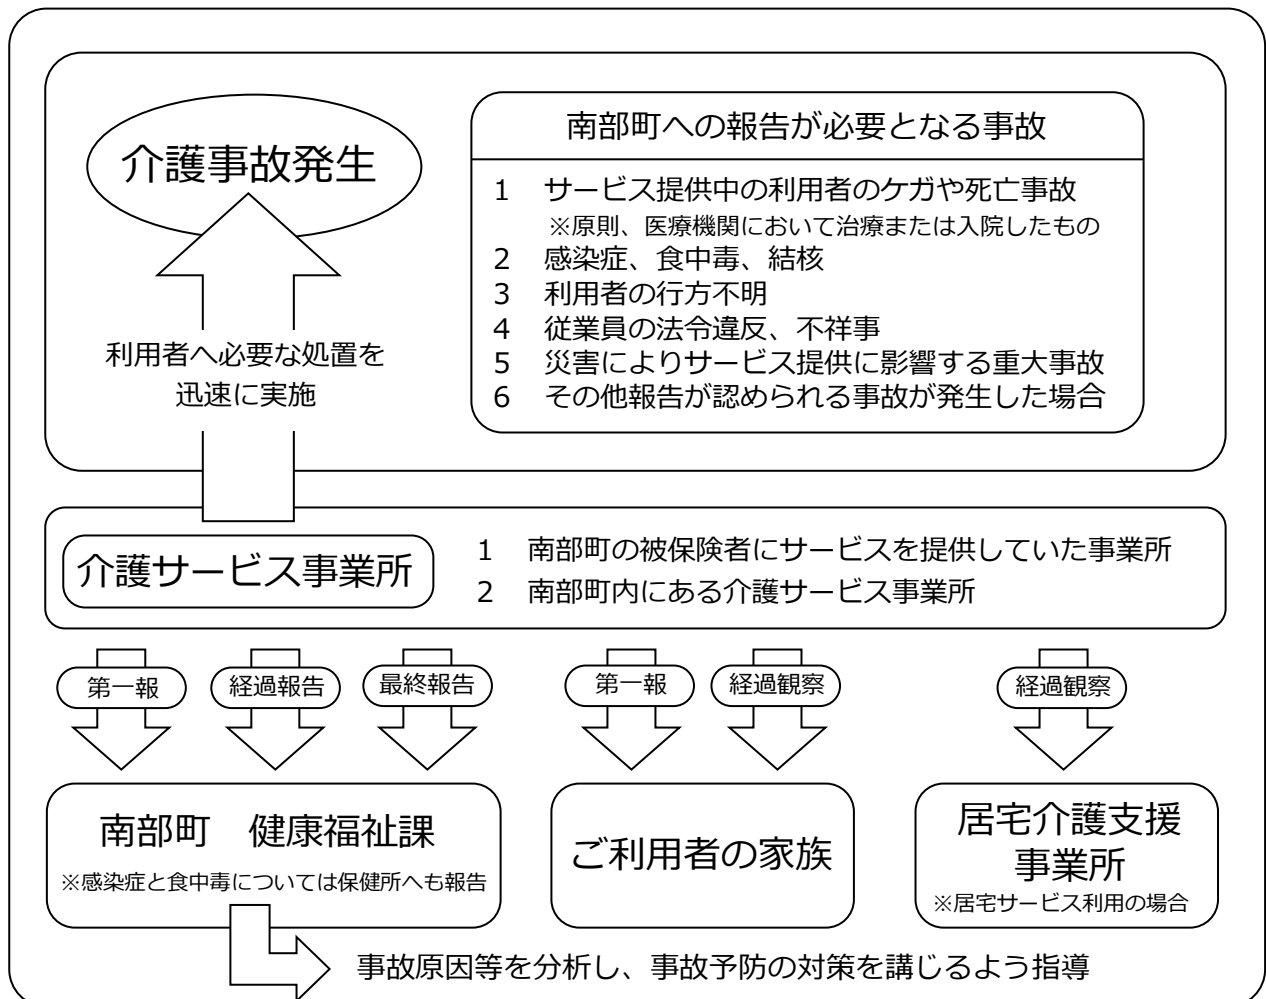 介護事故発生
利用者へ必要な処置を
迅速に実施
南部町への報告が必要となる事故
1 サービス提供中の利用者のケガや死亡事故
※原則、医療機関において治療または入院したもの
2 感染症、食中毒、結核
3 利用者の行方不明
4 従業員の法令違反、不祥事
5 災害によりサービス提供に影響する重大事故
6 その他報告が認められる事故が発生した場合
介護サービス事業所
1 南部町の被保険者にサービスを提供していた事業所
2 南部町内にある介護サービス事業所
第一報
経過報告
最終報告
第一報
経過観察
経過観察
南部町 健康福祉課
※感染症と食中毒については保健所へも報告
ご利用者の家族
居宅介護支援
事業所
※居宅サービス利用の場合
事故原因等を分析し、事故予防の対策を講じるよう指導